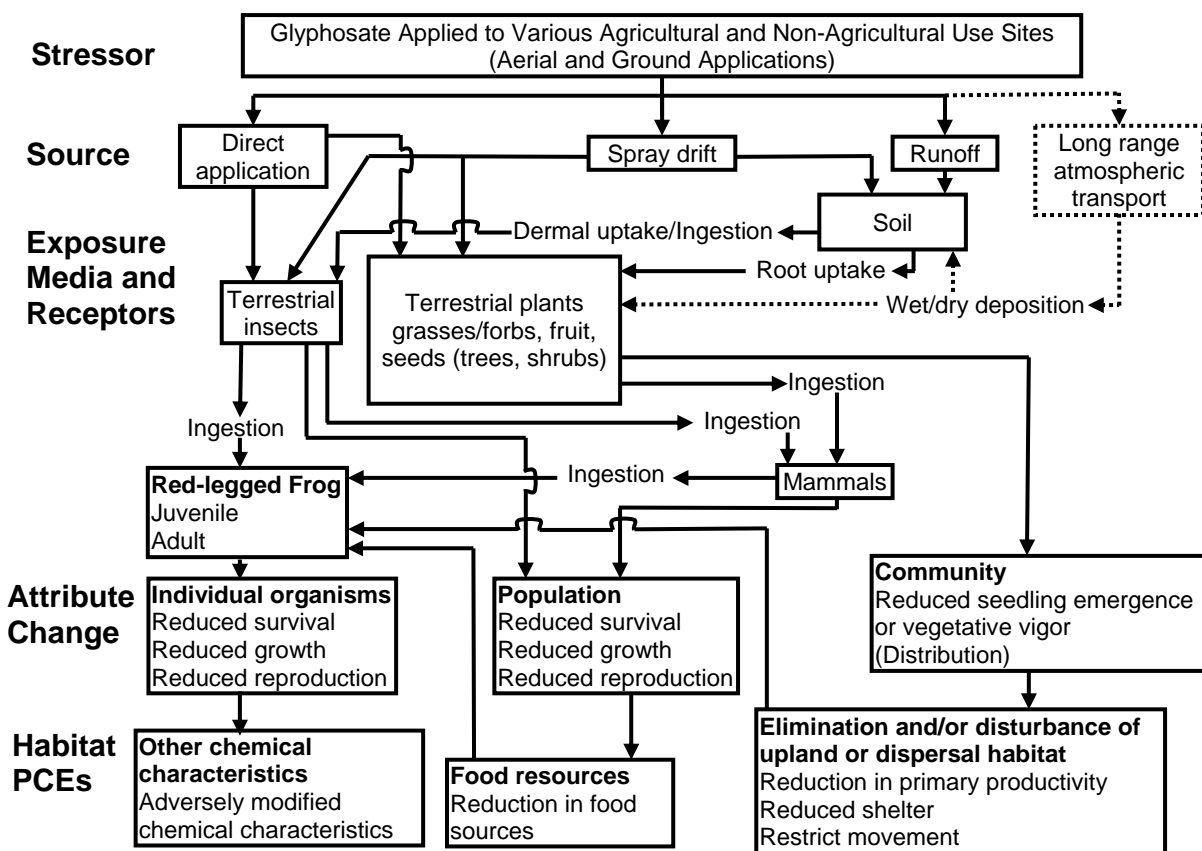 Stressor
Glyphosate Applied to Various Agricultural and Non-Agricultural Use Sites
(Aerial and Ground Applications)
Source
Direct
application
Spray drift
Runoff
Long range
atmospheric
transport
Exposure
Media and
Receptors
Soil
Dermal uptake/Ingestion
Root uptake
Wet/dry deposition
Terrestrial
insects
Terrestrial plants
grasses/forbs, fruit,
seeds (trees, shrubs)
Ingestion
Ingestion
Ingestion
Ingestion
Mammals
Red-legged Frog
Juvenile
Adult
Attribute
Change
Individual organisms
Reduced survival
Reduced growth
Reduced reproduction
Population
Reduced survival
Reduced growth
Reduced reproduction
Community
Reduced seedling emergence
or vegetative vigor
(Distribution)
Habitat
PCEs
Other chemical
characteristics
Adversely modified
chemical characteristics
Food resources
Reduction in food
sources
Elimination and/or disturbance of
upland or dispersal habitat
Reduction in primary productivity
Reduced shelter
Restrict movement